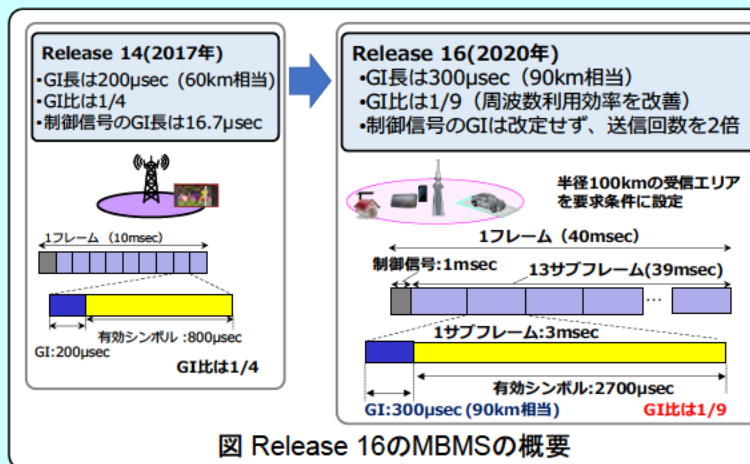 Release 14(2017年)
•GI長は200μsec（60km相当）
•GI比は1/4
•制御信号のGI長は16.7μsec
1フレーム（10msec）
有効シンボル :800μsec
GI:200μsec
GI比は1/4
Release 16(2020年)
•GI長は300μsec（90km相当）
•GI比は1/9（周波数利用効率を改善）
•制御信号のGIは改定せず、送信回数を2倍
半径100kmの受信エリア
を要求条件に設定
1フレーム（40msec）
制御信号:1msec
13サブフレーム(39msec)
…
1サブフレーム:3msec
有効シンボル:2700μsec
GI:300μsec (90km相当)
GI比は1/9
図 Release 16のMBMSの概要